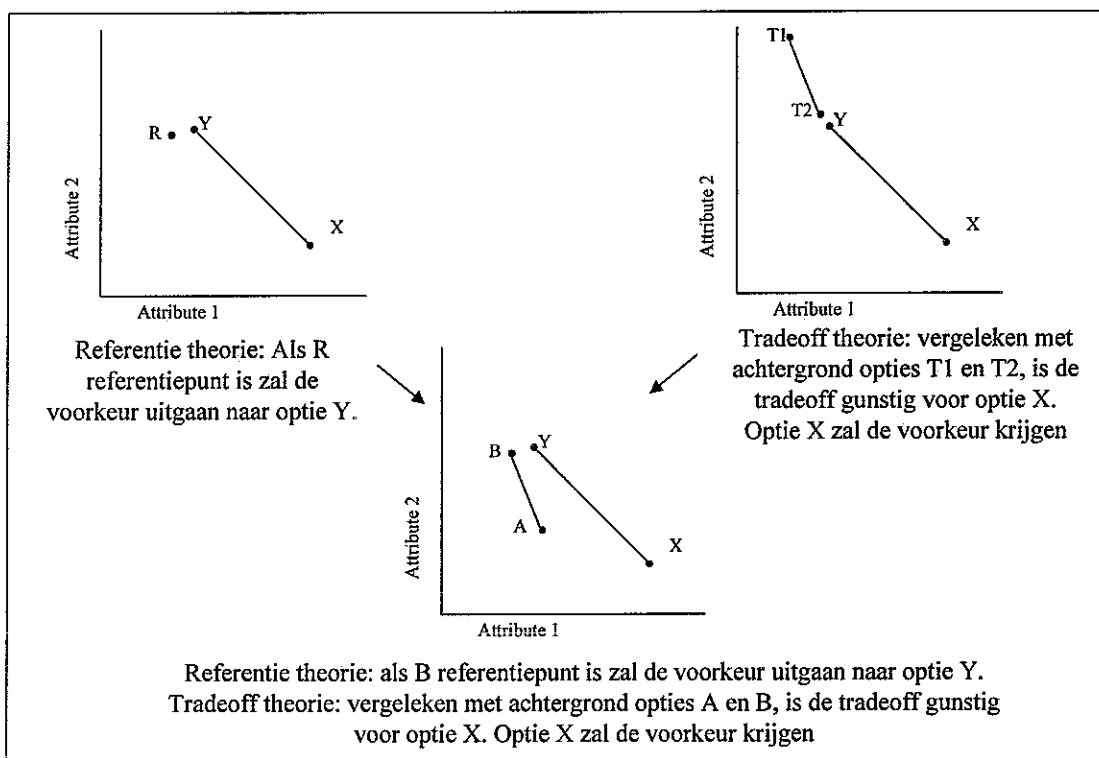 R
Y
X
Attribute 2
Attribute 1
Referentie theorie: Als R
referentiepunt is zal de
voorkeur uitgaan naar optie Y.
T1
T2
Y
X
Attribute 2
Attribute 1
Tradeoff theorie: vergeleken met
achtergrond opties T1 en T2, is de
tradeoff gunstig voor optie X.
Optie X zal de voorkeur krijgen
B
Y
A
X
Attribute 2
Attribute 1
Referentie theorie: als B referentiepunt is zal de voorkeur uitgaan naar optie Y.
Tradeoff theorie: vergeleken met achtergrond opties A en B, is de tradeoff gunstig
voor optie X. Optie X zal de voorkeur krijgen